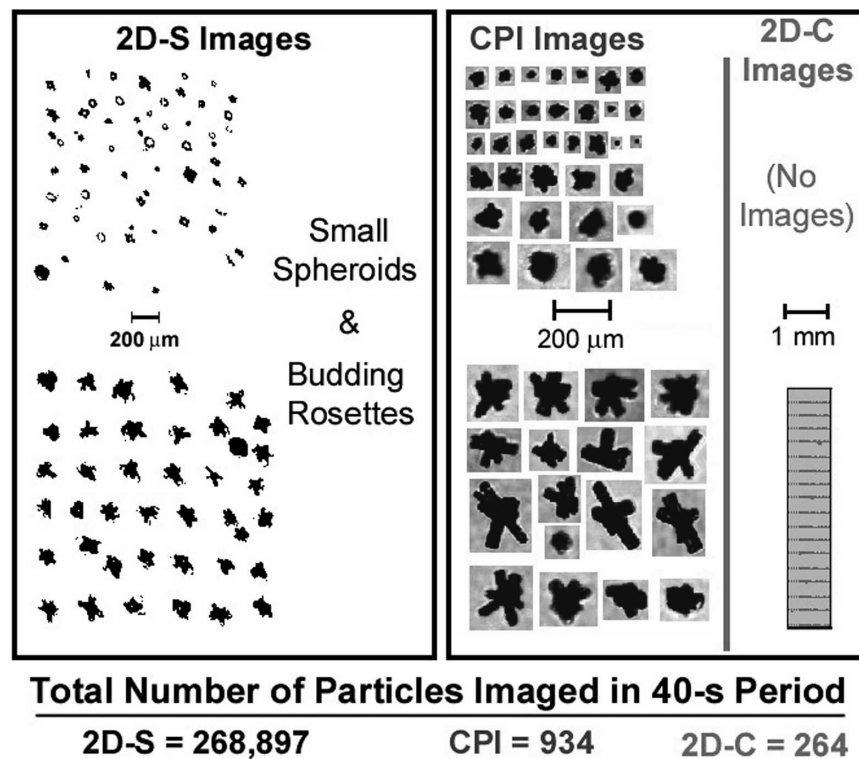 2D-S Images
Small
Spheroids
&
Budding
Rosettes
200 μm
CPI Images
200 μm
2D-C
Images
(No
Images)
1 mm
Total Number of Particles Imaged in 40-s Period
2D-S = 268,897
CPI = 934
2D-C = 264